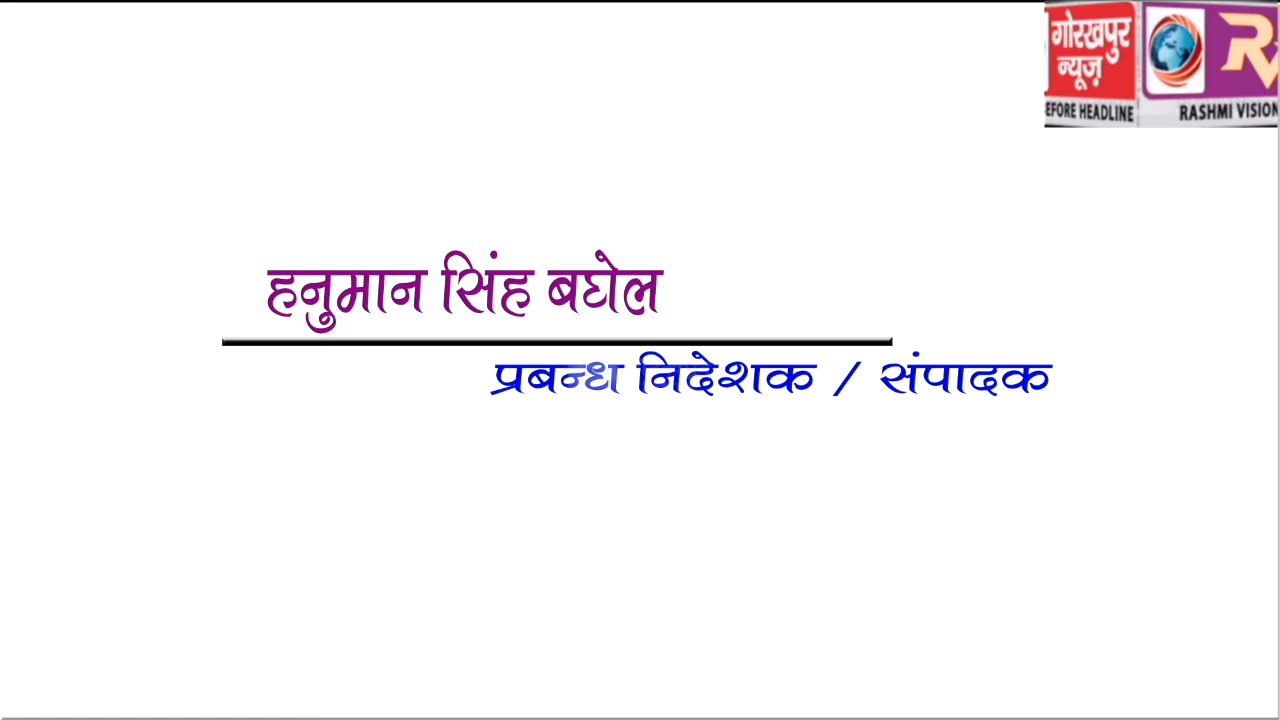 गोरखपुर
न्यूज़
EFORE HEADLINE
RASHMI VISION
हनुमान सिंह बघेल
प्रबन्ध निदेशक / संपादक